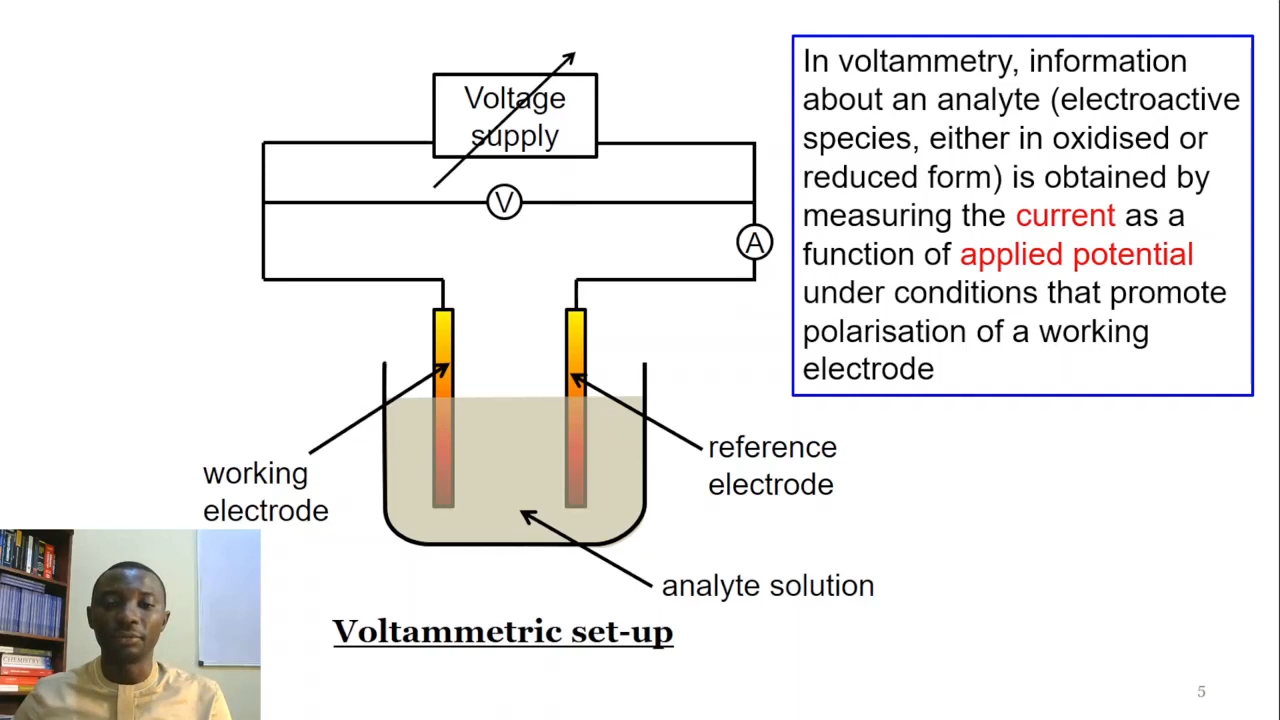 Voltage
supply
V
A
In voltammetry, information
about an analyte (electroactive
species, either in oxidised or
reduced form) is obtained by
measuring the current as a
function of applied potential
under conditions that promote
polarisation of a working
electrode
working
electrode
reference
electrode
analyte solution
Voltammetric set-up
CHEMISTRY
5